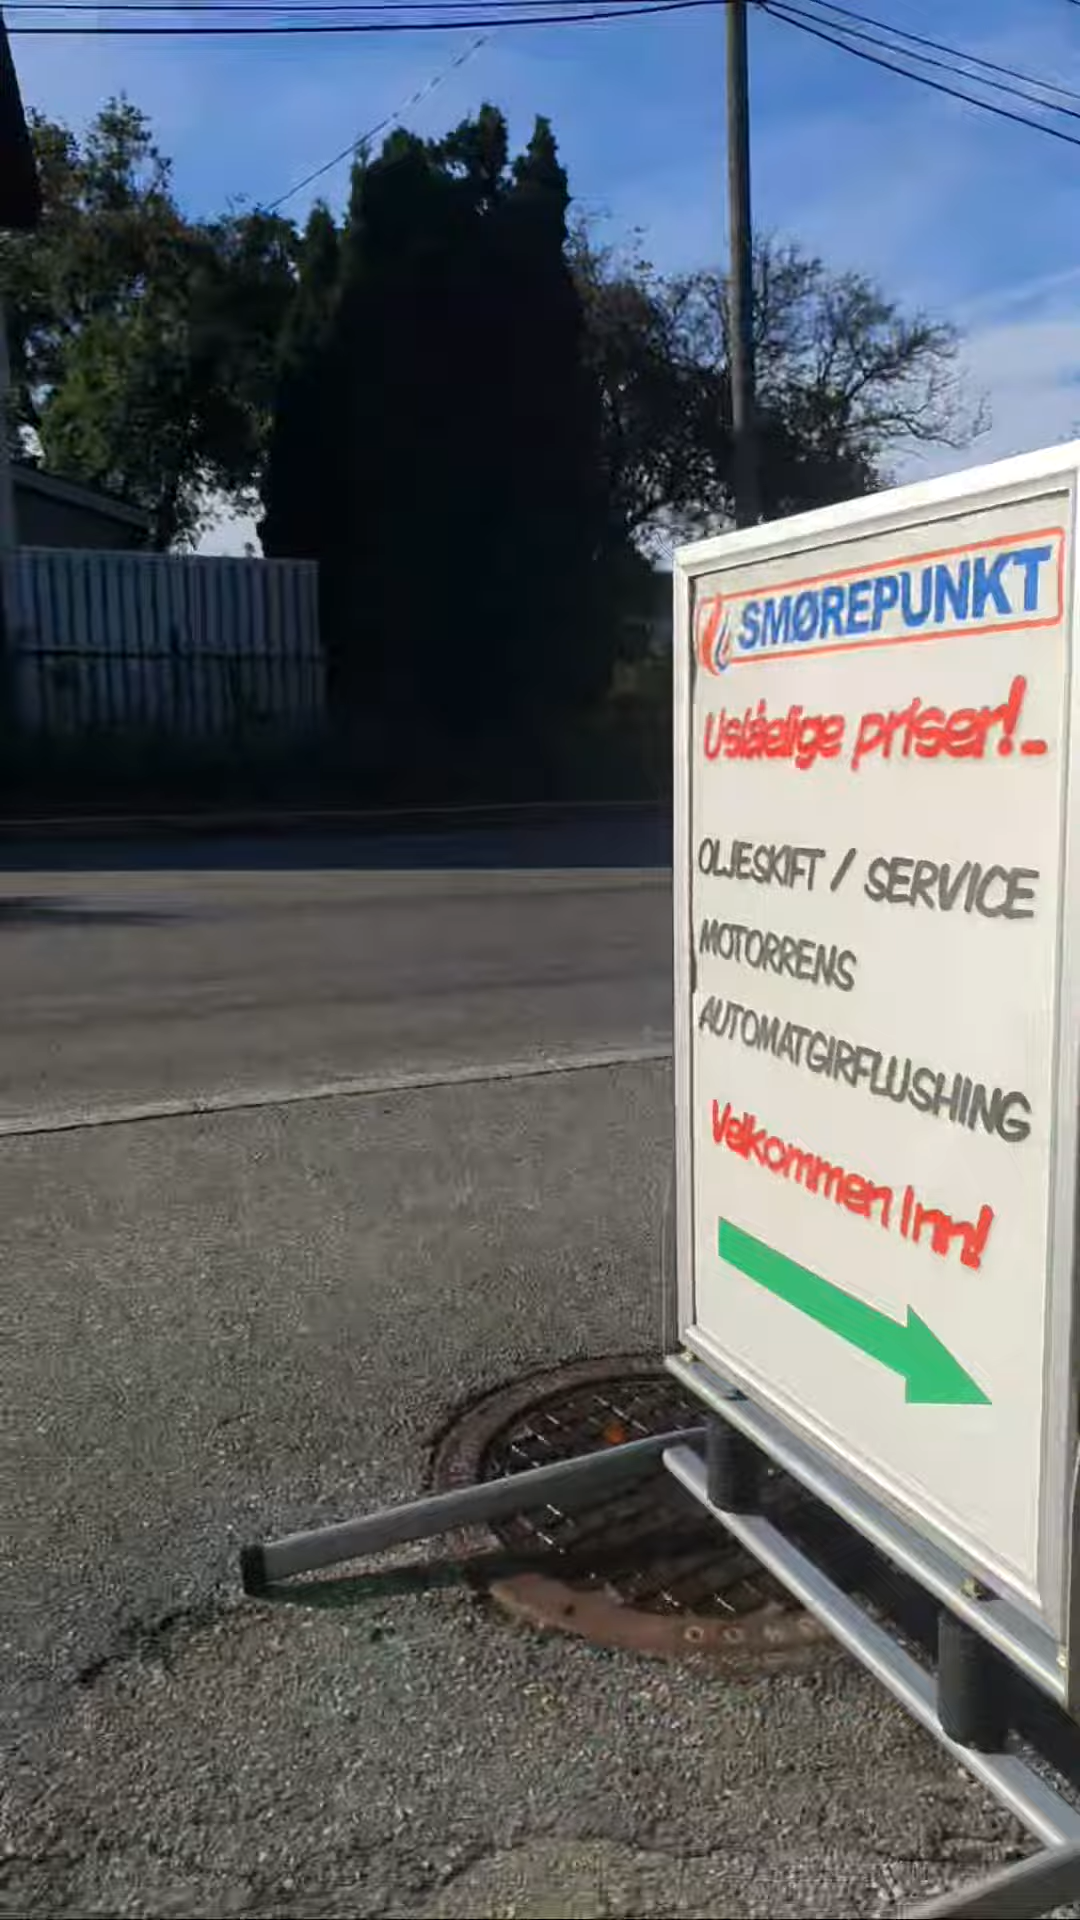 SMØREPUNKT
Uslåelige priser!
OLJESKIFT / SERVICE
MOTORRENS
AUTOMATGIRFLUSHING
Velkommen Inn!